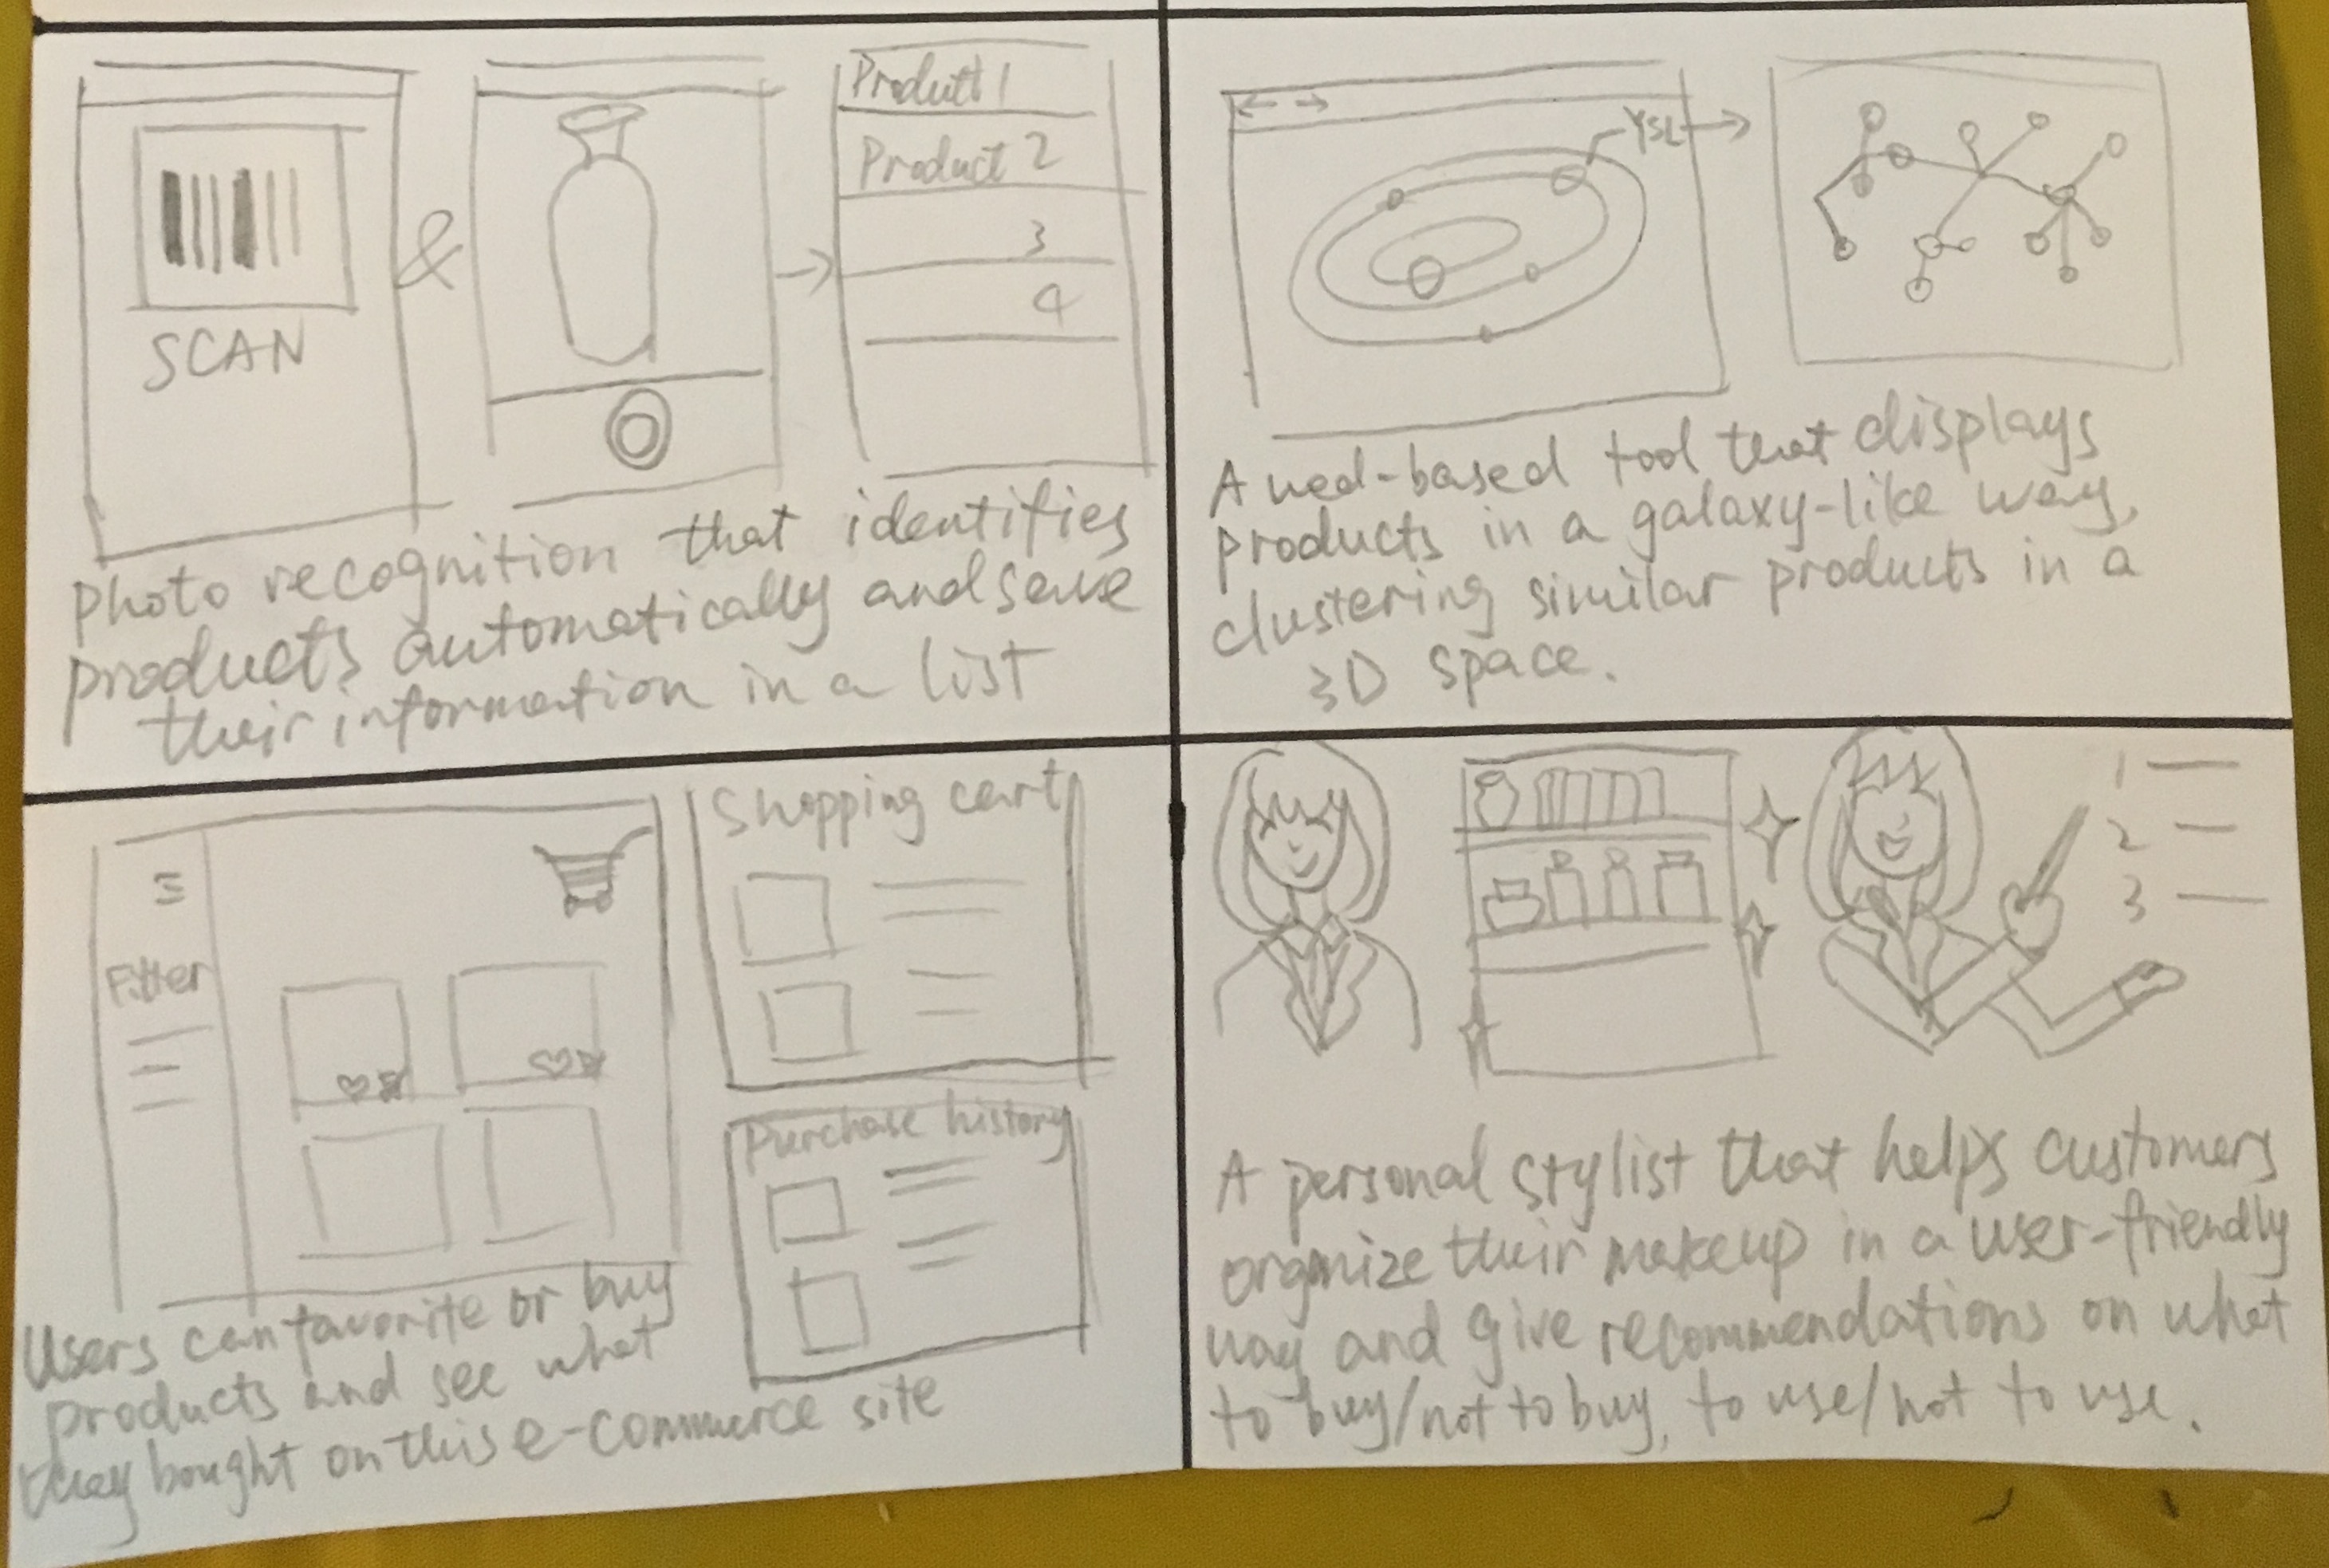 Product 1
Product 2
3
4
SCAN
&
Photo recognition that identifies
products automatically and save
their information in a list
YSL
A wed-based tool that displays
products in a galaxy-like way,
clustering similar products in a
3D space.
Filter
Shopping cart
Purchase history
Users can favorite or buy
products and see what
they bought on this e-commerce site
1
2
3
A personal stylist that helps customers
organize their makeup in a user-friendly
way and give recommendations on what
to buy/not to buy, to use/not to use.